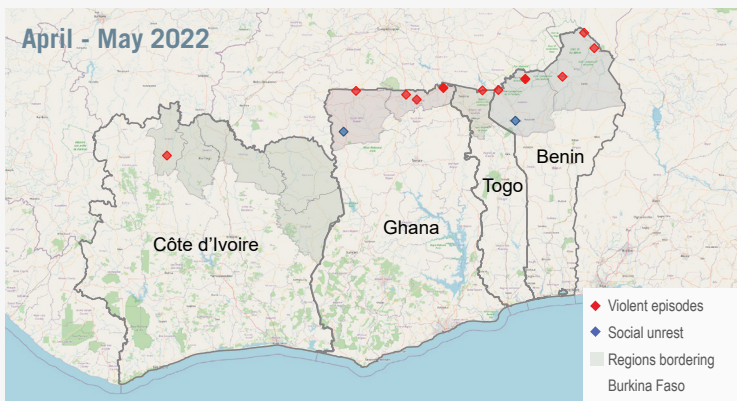 April - May 2022
Benin
Togo
Ghana
Côte d'Ivoire
Violent episodes
Social unrest
Regions bordering
Burkina Faso